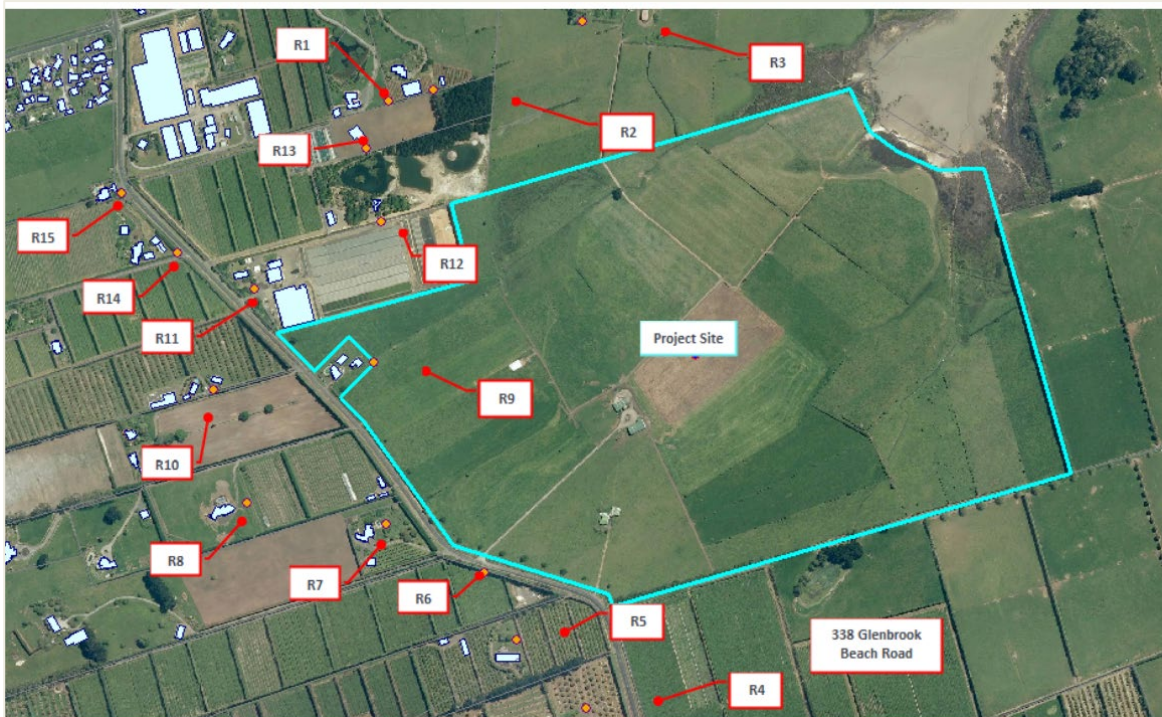 R1
R3
R2
R13
R15
R12
R14
R11
Project Site
R9
R10
R8
R7
R6
R5
338 Glenbrook
Beach Road
R4